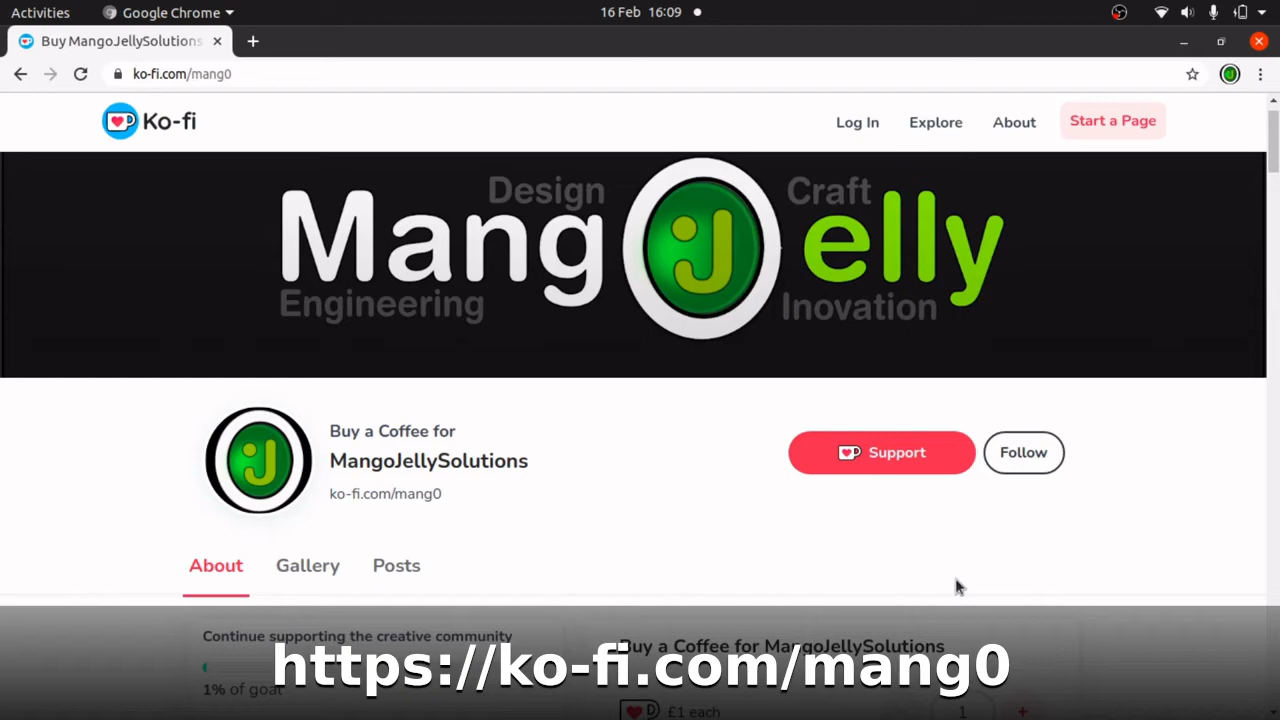 Activities Google Chrome 16 Feb 16:09
Buy MangoJellySolutions
ko-fi.com/mang0
Ko-fi Log In Explore About Start a Page
Design Craft
Mang J elly
Engineering Inovation
Buy a Coffee for
MangoJellySolutions
ko-fi.com/mang0
Support Follow
About Gallery Posts
Continue supporting the creative community
Buy a Coffee for MangoJellySolutions
https://ko-fi.com/mang0
1% of goal
£1 each 1 +